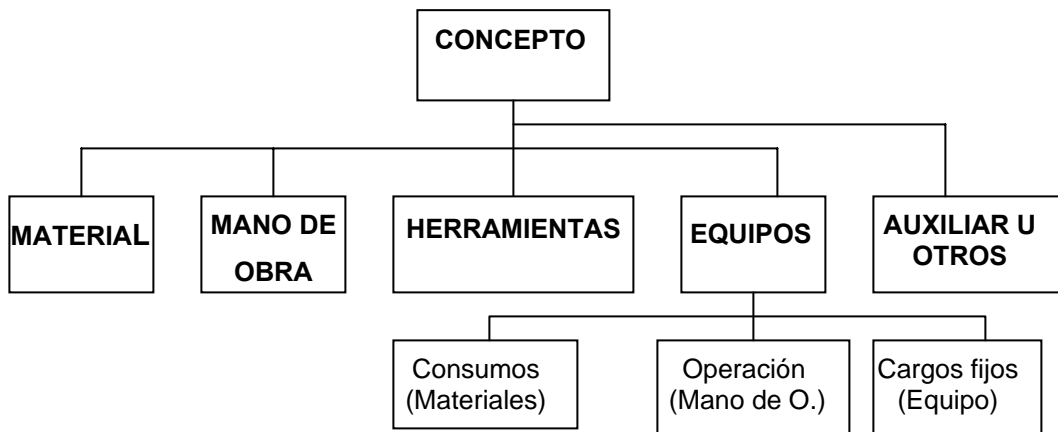 CONCEPTO
MATERIAL
MANO DE
OBRA
HERRAMIENTAS
EQUIPOS
AUXILIAR U
OTROS
Consumos
(Materiales)
Operación
(Mano de O.)
Cargos fijos
(Equipo)